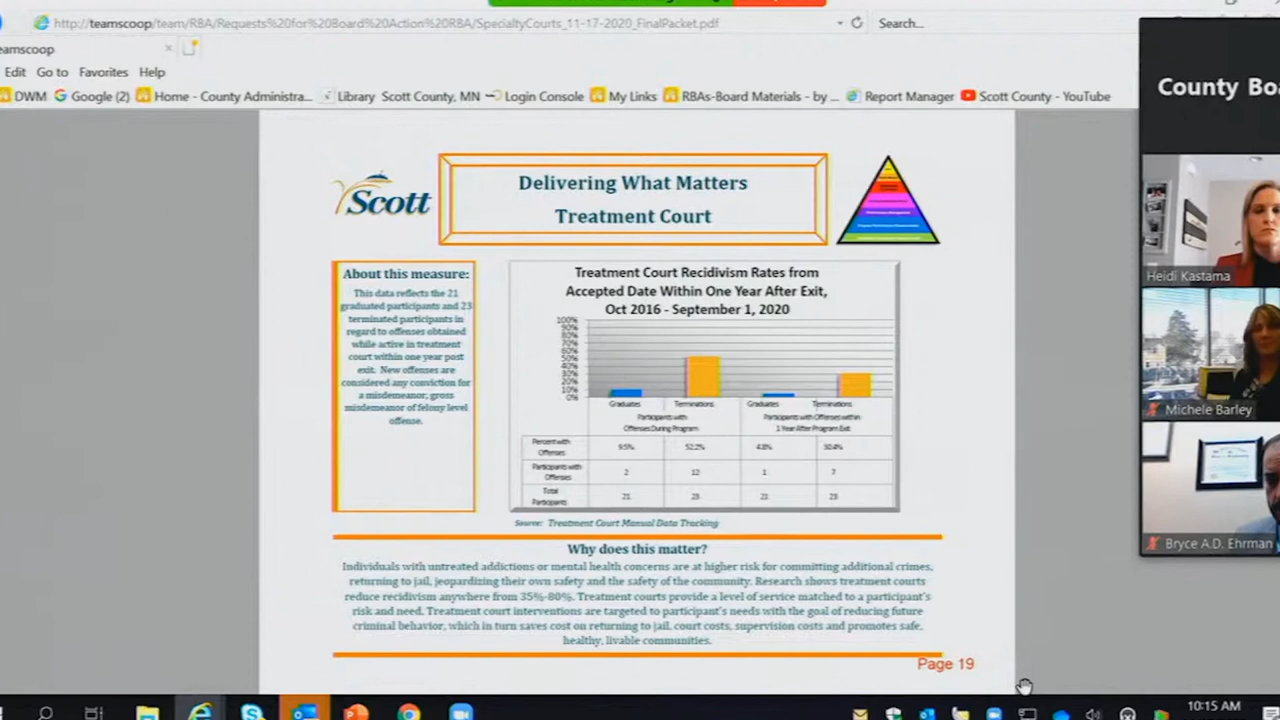 http://teamscoop/team/RBA/Requests%20for%20Board%20Action%20RBA/SpecialtyCourts_11-17-2020_FinalPacket.pdf
Search...
eamscoop
Edit Go to Favorites Help
DWM Google (2) Home - County Administra... Library Scott County, MN Login Console My Links RBAs-Board Materials - by ... Report Manager Scott County - YouTube
County Boa
Scott
Delivering What Matters
Treatment Court
Heidi Kastama
Michele Barley
Bryce A.D. Ehrman
About this measure:
This data reflects the 21
graduated participants and 23
terminated participants in
regard to offenses obtained
while active in treatment
court within one year post
exit. New offenses are
considered any conviction for
a misdemeanor, gross
misdemeanor of felony level
offense.
Treatment Court Recidivism Rates from
Accepted Date Within One Year After Exit,
Oct 2016 - September 1, 2020
100%
90%
80%
70%
60%
50%
40%
30%
20%
10%
0%
Graduates Terminations Graduates Terminations
Participants with
Offenses During Program
Participants with Offenses within
1 Year After Program Exit
Percent with
Offenses
9.5% 52.2% 4.8% 30.4%
Participants with
Offenses
2 12 1 7
Total
Participants
21 23 21 23
Source: Treatment Court Manual Data Tracking
Why does this matter?
Individuals with untreated addictions or mental health concerns are at higher risk for committing additional crimes,
returning to jail, jeopardizing their own safety and the safety of the community. Research shows treatment courts
reduce recidivism anywhere from 35%-80%. Treatment courts provide a level of service matched to a participant's
risk and need. Treatment court interventions are targeted to participant's needs with the goal of reducing future
criminal behavior, which in turn saves cost on returning to jail, court costs, supervision costs and promotes safe,
healthy, livable communities.
Page 19
10:15 AM